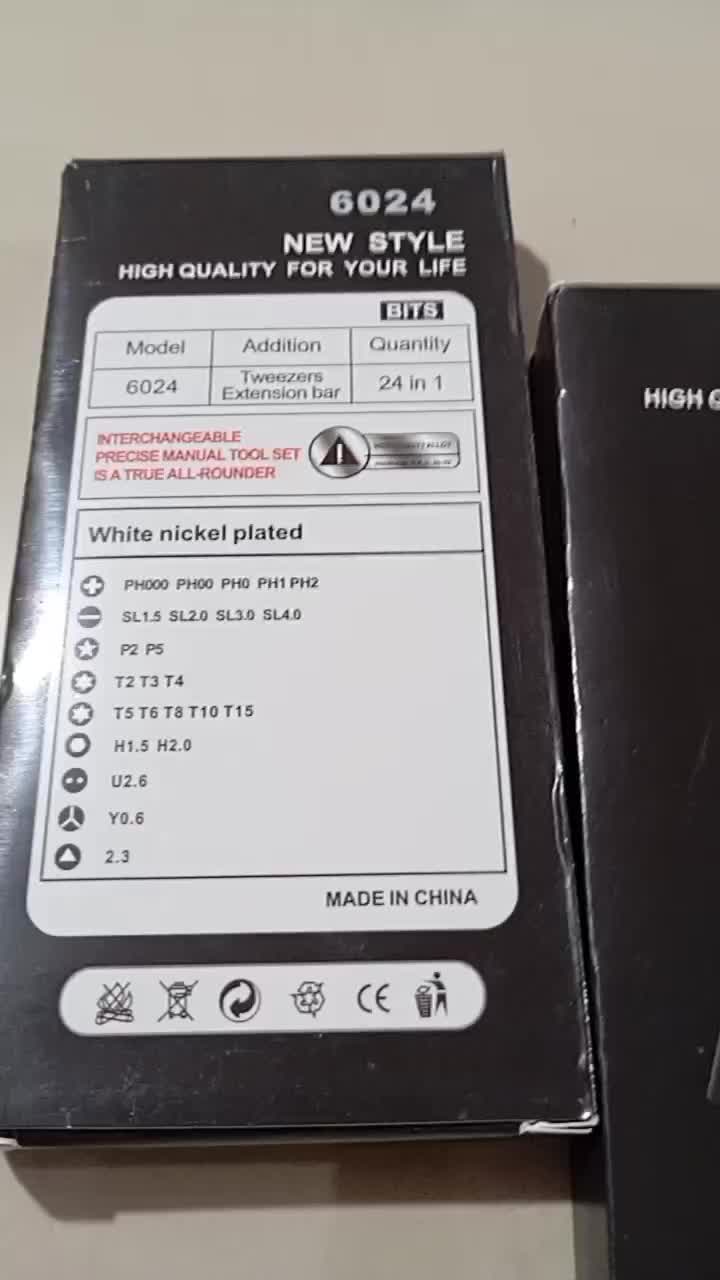 6024
NEW STYLE
HIGH QUALITY FOR YOUR LIFE
BITS
Model Addition Quantity
6024 Tweezers Extension bar 24 in 1
INTERCHANGEABLE
PRECISE MANUAL TOOL SET
IS A TRUE ALL-ROUNDER
White nickel plated
PH000 PH00 PH0 PH1 PH2
SL1.5 SL2.0 SL3.0 SL4.0
P2 P5
T2 T3 T4
T5 T6 T8 T10 T15
H1.5 H2.0
U2.6
Y0.6
2.3
MADE IN CHINA
CE
HIGH